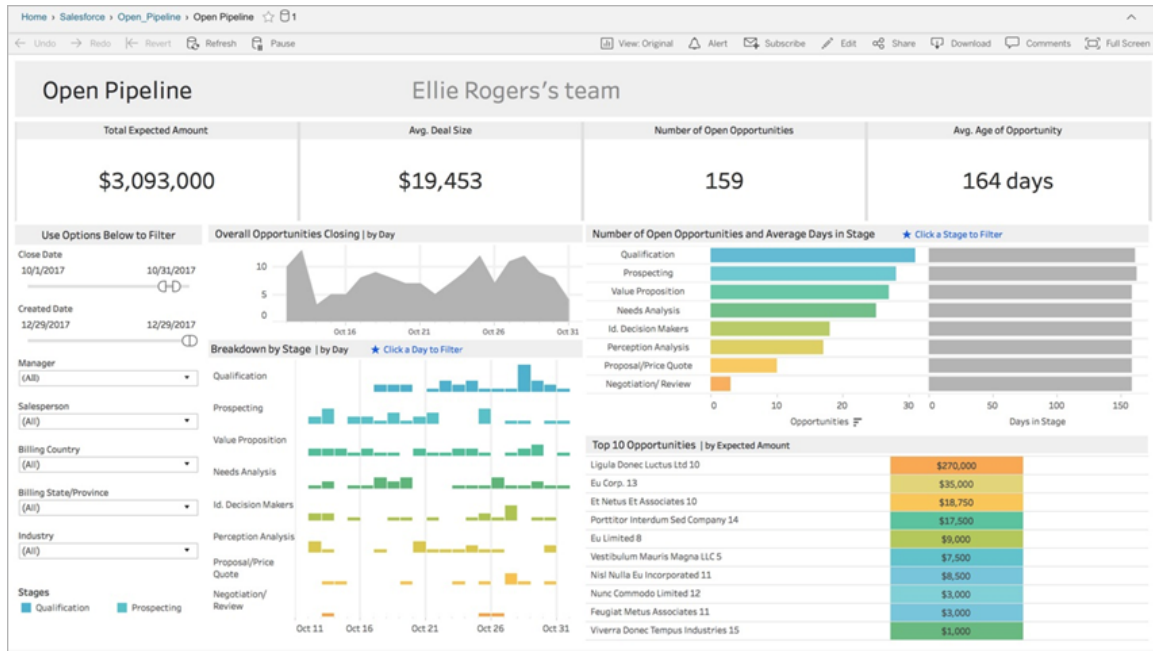 Home › Salesforce › Open_Pipeline › Open Pipeline 1
Undo Redo Revert Refresh Pause View: Original Alert Subscribe Edit Share Download Comments Full Screen
Open Pipeline Ellie Rogers's team
Total Expected Amount Avg. Deal Size Number of Open Opportunities Avg. Age of Opportunity
$3,093,000 $19,453 159 164 days
Use Options Below to Filter
Close Date
10/1/2017 10/31/2017
Created Date
12/29/2017 12/29/2017
Manager
(All)
Salesperson
(All)
Billing Country
(All)
Billing State/Province
(All)
Industry
(All)
Stages
Qualification Prospecting
Overall Opportunities Closing | by Day
10
5
0
Oct 16 Oct 21 Oct 26 Oct 31
Breakdown by Stage | by Day ★ Click a Day to Filter
Qualification
Prospecting
Value Proposition
Needs Analysis
Id. Decision Makers
Perception Analysis
Proposal/Price
Quote
Negotiation/
Review
Oct 11 Oct 16 Oct 21 Oct 26 Oct 31
Number of Open Opportunities and Average Days in Stage ★ Click a Stage to Filter
Qualification
Prospecting
Value Proposition
Needs Analysis
Id. Decision Makers
Perception Analysis
Proposal/Price Quote
Negotiation/ Review
0 10 20 30 0 50 100 150
Opportunities Days in Stage
Top 10 Opportunities | by Expected Amount
Ligula Donec Luctus Ltd 10 $270,000
Eu Corp. 13 $35,000
Et Netus Et Associates 10 $18,750
Porttitor Interdum Sed Company 14 $17,500
Eu Limited 8 $9,000
Vestibulum Mauris Magna LLC 5 $7,500
Nisl Nulla Eu Incorporated 11 $8,500
Nunc Commodo Limited 12 $3,000
Feugiat Metus Associates 11 $3,000
Viverra Donec Tempus Industries 15 $1,000